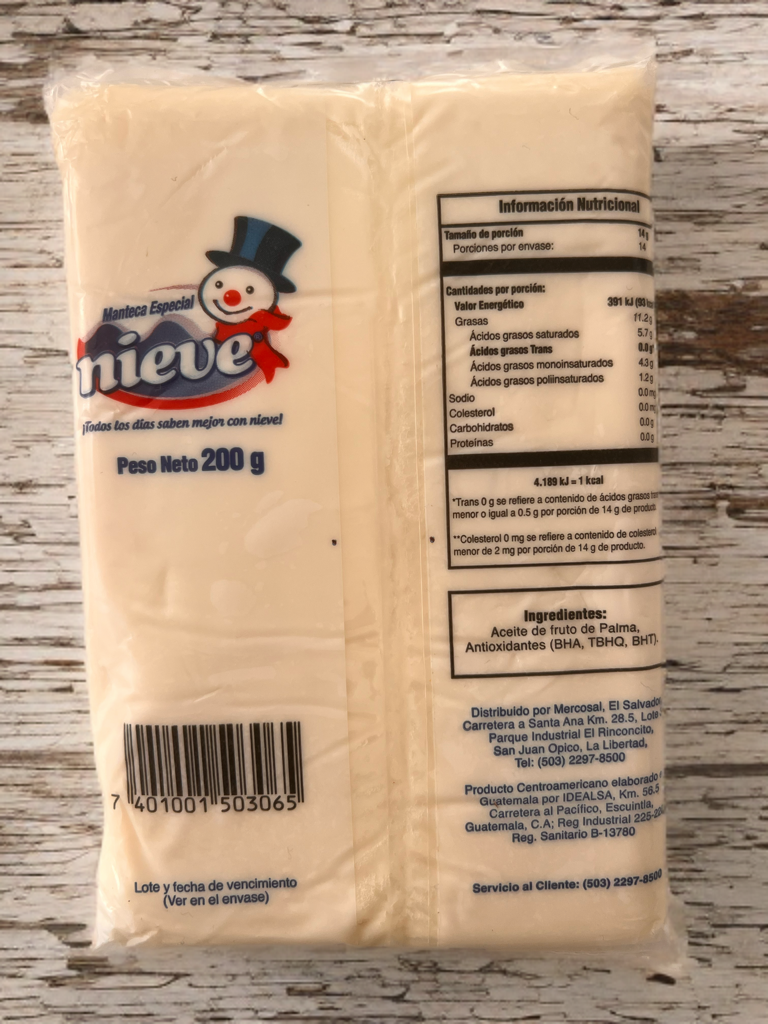 Manteca Especial
nieve
¡Todos los días saben mejor con nieve!
Peso Neto 200 g
7 401001 503065
Lote y fecha de vencimiento
(Ver en el envase)
Información Nutricional
Tamaño de porción 14 g
Porciones por envase: 14
Cantidades por porción:
Valor Energético 391 kJ (93
Grasas 11.2g
Ácidos grasos saturados 5.7g
Ácidos grasos Trans 0.0 g*
Ácidos grasos monoinsaturados 4.3g
Ácidos grasos poliinsaturados 1.2g
Sodio 0.0 mg
Colesterol 0.0 mg
Carbohidratos 0.0 g
Proteínas 0.0 g
4.189 kJ = 1 kcal
*Trans 0 g se refiere a contenido de ácidos grasos
menor o igual a 0.5 g por porción de 14 g de producto.
**Colesterol 0 mg se refiere a contenido de colesterol
menor de 2 mg por porción de 14 g de producto.
Ingredientes:
Aceite de fruto de Palma,
Antioxidantes (BHA, TBHQ, BHT).
Distribuido por Mercosal, El Salvador
Carretera a Santa Ana Km. 28.5, Lote
Parque Industrial El Rinconcito,
San Juan Opico, La Libertad,
Tel: (503) 2297-8500
Producto Centroamericano elaborado
Guatemala por IDEALSA, Km. 56.5
Carretera al Pacífico, Escuintla,
Guatemala, C.A; Reg Industrial
Reg. Sanitario B-13780
Servicio al Cliente: (503) 2297-8500